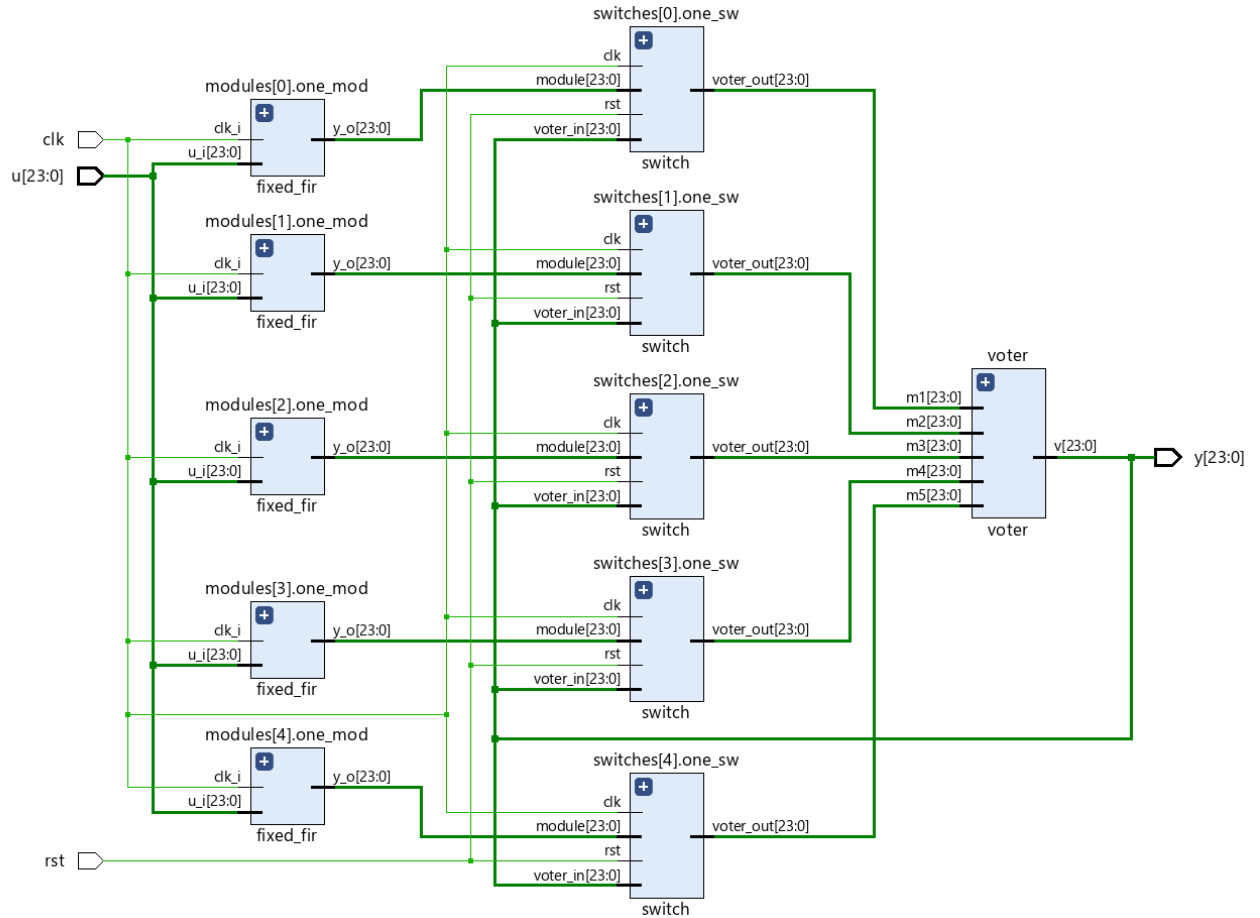 clk
u[23:0]
rst
modules[0].one_mod
clk_i
u_i[23:0]
y_o[23:0]
fixed_fir
modules[1].one_mod
clk_i
u_i[23:0]
y_o[23:0]
fixed_fir
modules[2].one_mod
clk_i
u_i[23:0]
y_o[23:0]
fixed_fir
modules[3].one_mod
clk_i
u_i[23:0]
y_o[23:0]
fixed_fir
modules[4].one_mod
clk_i
u_i[23:0]
y_o[23:0]
fixed_fir
switches[0].one_sw
clk
module[23:0]
rst
voter_in[23:0]
voter_out[23:0]
switch
switches[1].one_sw
clk
module[23:0]
rst
voter_in[23:0]
voter_out[23:0]
switch
switches[2].one_sw
clk
module[23:0]
rst
voter_in[23:0]
voter_out[23:0]
switch
switches[3].one_sw
clk
module[23:0]
rst
voter_in[23:0]
voter_out[23:0]
switch
switches[4].one_sw
clk
module[23:0]
rst
voter_in[23:0]
voter_out[23:0]
switch
voter
m1[23:0]
m2[23:0]
m3[23:0]
m4[23:0]
m5[23:0]
v[23:0]
voter
y[23:0]